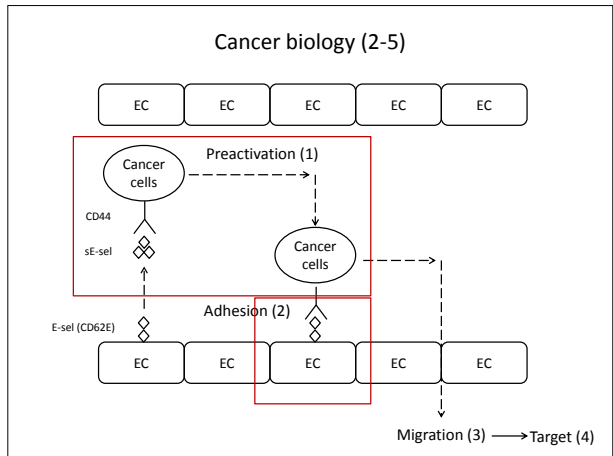 Cancer biology (2-5)
EC EC EC EC EC
Preactivation (1)
Cancer
cells
CD44
sE-sel
Cancer
cells
Adhesion (2)
E-sel (CD62E)
EC EC EC EC EC
Migration (3) Target (4)